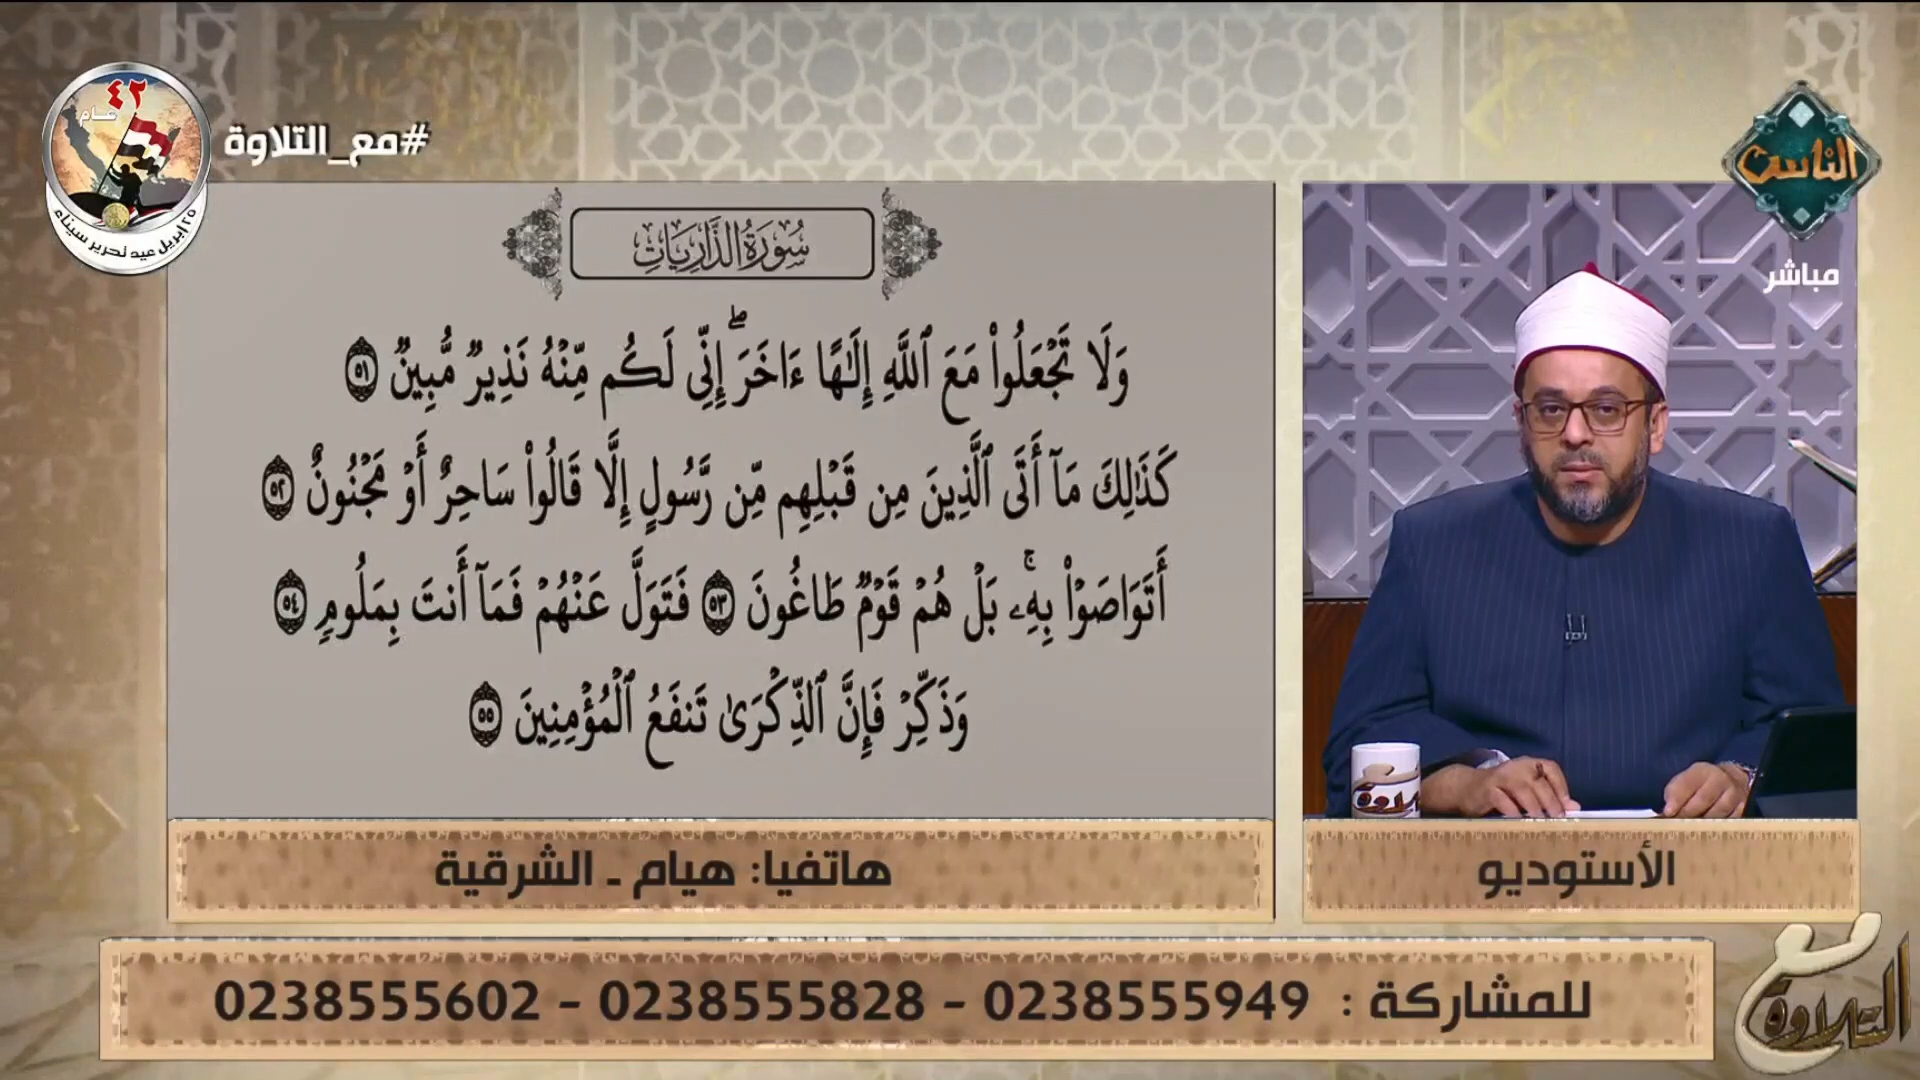 ٤٢
عام
٢٥ ابريل عيد تحرير سيناء
#مع_التلاوة
الناس
مباشر
سُورَةُ الذَّارِيَاتِ
وَلَا تَجۡعَلُواْ مَعَ ٱللَّهِ إِلَٰهًا ءَاخَرَۖ إِنِّي لَكُم مِّنۡهُ نَذِيرٞ مُّبِينٞ ٥١
كَذَٰلِكَ مَآ أَتَى ٱلَّذِينَ مِن قَبۡلِهِم مِّن رَّسُولٍ إِلَّا قَالُواْ سَاحِرٌ أَوۡ مَجۡنُونٌ ٥٢
أَتَوَاصَوۡاْ بِهِۦۚ بَلۡ هُمۡ قَوۡمٞ طَاغُونَ ٥٣ فَتَوَلَّ عَنۡهُمۡ فَمَآ أَنتَ بِمَلُومٖ ٥٤
وَذَكِّرۡ فَإِنَّ ٱلذِّكۡرَىٰ تَنفَعُ ٱلۡمُؤۡمِنِينَ ٥٥
الأستوديو
هاتفيا: هيام - الشرقية
للمشاركة : 0238555949 - 0238555828 - 0238555602
مع التلاوة